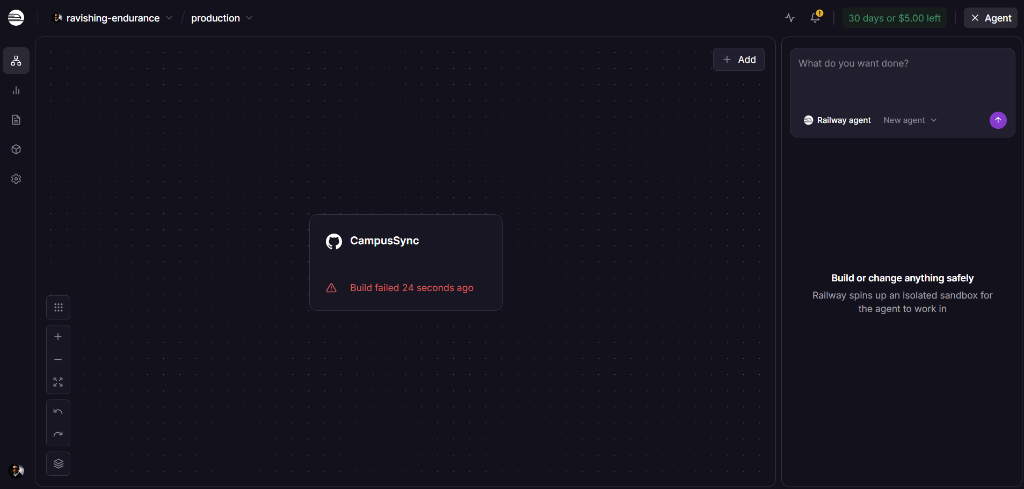 ravishing-endurance / production
30 days or $5.00 left
Agent
Add
What do you want done?
Railway agent New agent
CampusSync
Build failed 24 seconds ago
Build or change anything safely
Railway spins up an isolated sandbox for
the agent to work in